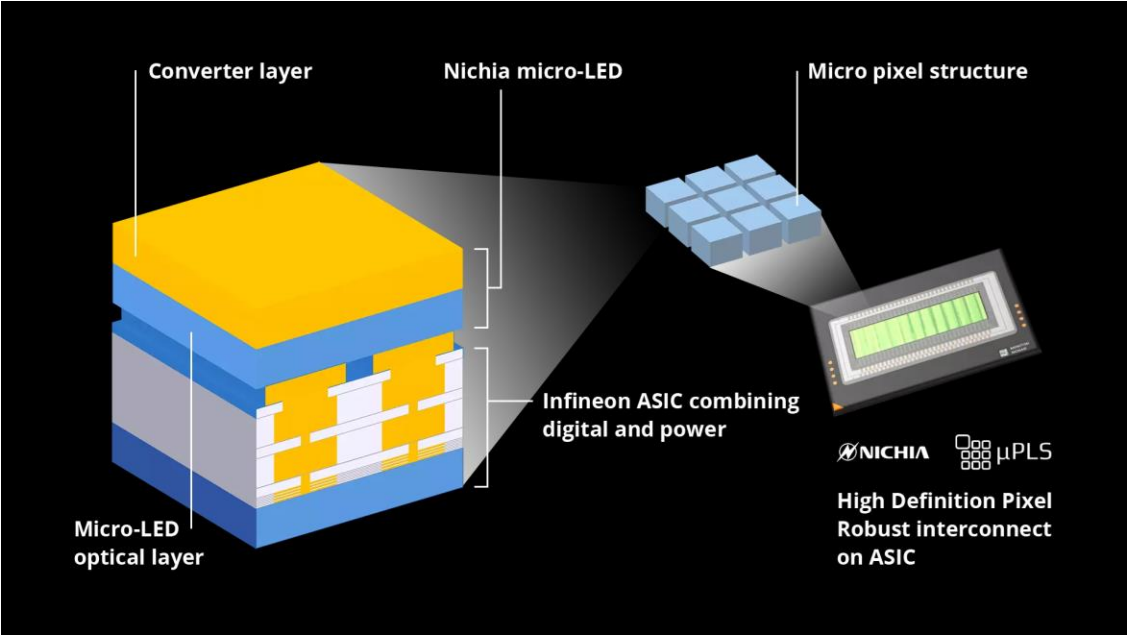 Converter layer
Nichia micro-LED
Micro pixel structure
Infineon ASIC combining
digital and power
Micro-LED
optical layer
NICHIA
µPLS
High Definition Pixel
Robust interconnect
on ASIC